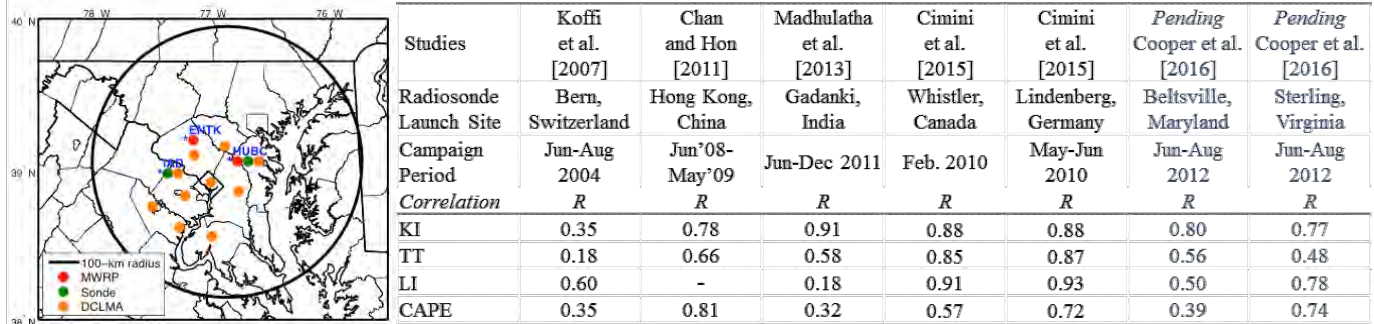 78 W 77 W 76 W
40 N
39 N
38 N
ENTK
HUBC
IAD
100-km radius
MWRP
Sonde
DCLMA
Studies Koffi et al. [2007] Chan and Hon [2011] Madhulatha et al. [2013] Cimini et al. [2015] Cimini et al. [2015] Pending Cooper et al. [2016] Pending Cooper et al. [2016]
Radiosonde Launch Site Bern, Switzerland Hong Kong, China Gadanki, India Whistler, Canada Lindenberg, Germany Beltsville, Maryland Sterling, Virginia
Campaign Period Jun-Aug 2004 Jun'08-May'09 Jun-Dec 2011 Feb. 2010 May-Jun 2010 Jun-Aug 2012 Jun-Aug 2012
Correlation R R R R R R R
KI 0.35 0.78 0.91 0.88 0.88 0.80 0.77
TT 0.18 0.66 0.58 0.85 0.87 0.56 0.48
LI 0.60 - 0.18 0.91 0.93 0.50 0.78
CAPE 0.35 0.81 0.32 0.57 0.72 0.39 0.74